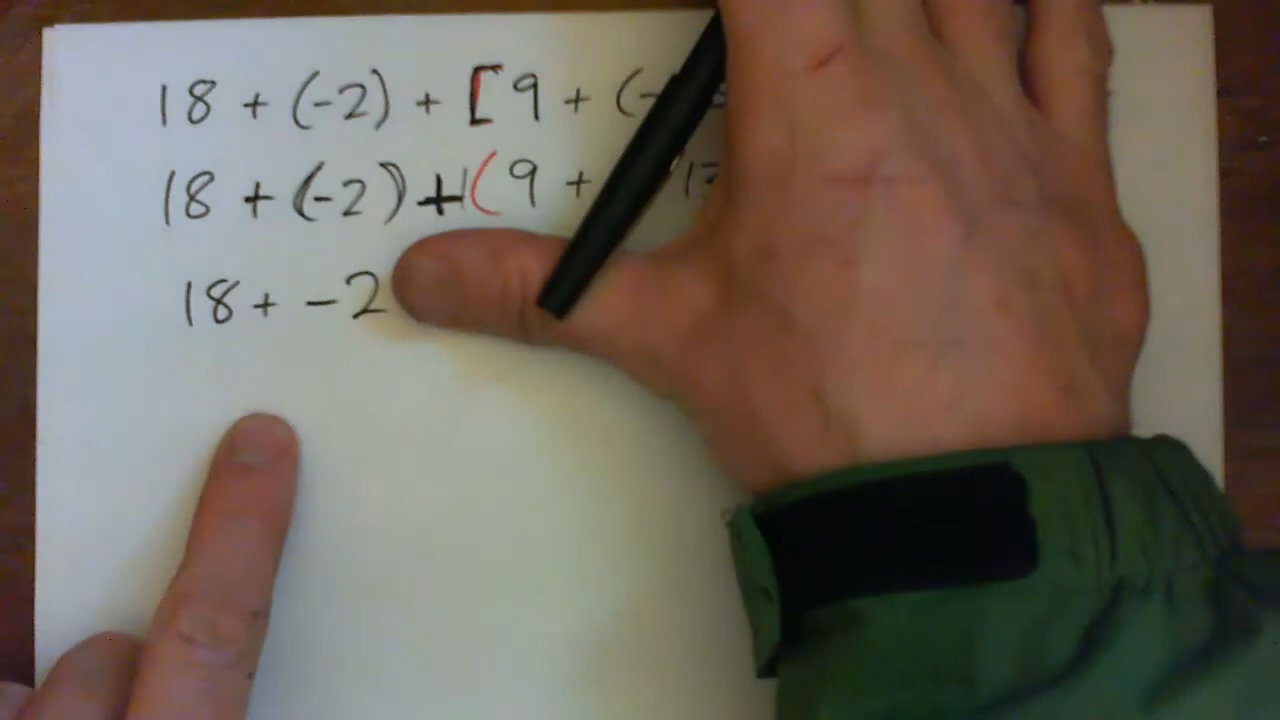 18 + (-2) + [ 9 + (-
18 + (-2) + ( 9 +
18 + -2